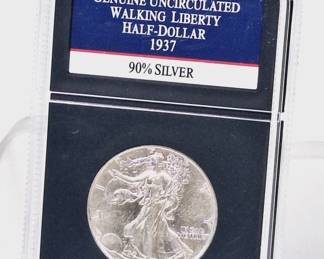 GENUINE UNCIRCULATED
WALKING LIBERTY
HALF-DOLLAR
1937
90% SILVER